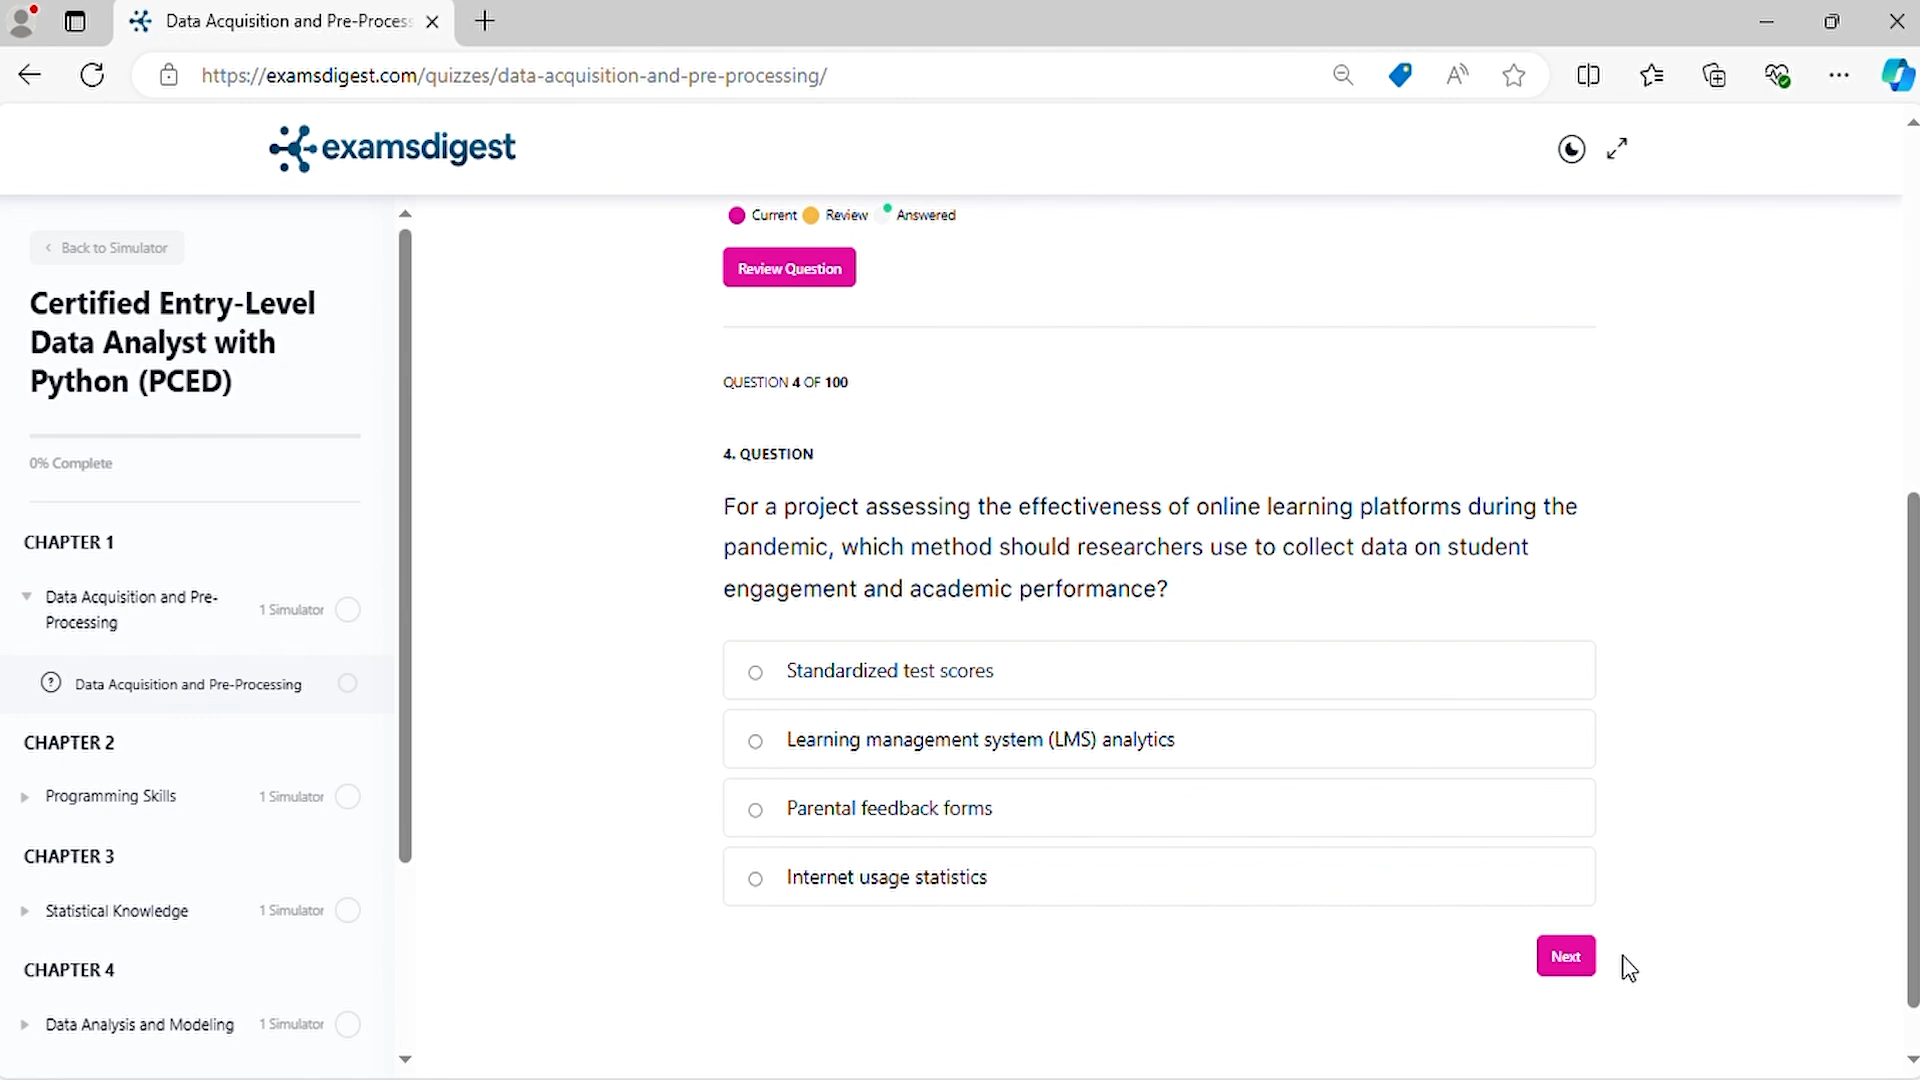 Data Acquisition and Pre-Process
https://examsdigest.com/quizzes/data-acquisition-and-pre-processing/
examsdigest
Back to Simulator
Certified Entry-Level
Data Analyst with
Python (PCED)
0% Complete
CHAPTER 1
Data Acquisition and Pre-
Processing
1 Simulator
Data Acquisition and Pre-Processing
CHAPTER 2
Programming Skills
1 Simulator
CHAPTER 3
Statistical Knowledge
1 Simulator
CHAPTER 4
Data Analysis and Modeling
1 Simulator
Current
Review
Answered
Review Question
QUESTION 4 OF 100
4. QUESTION
For a project assessing the effectiveness of online learning platforms during the
pandemic, which method should researchers use to collect data on student
engagement and academic performance?
Standardized test scores
Learning management system (LMS) analytics
Parental feedback forms
Internet usage statistics
Next